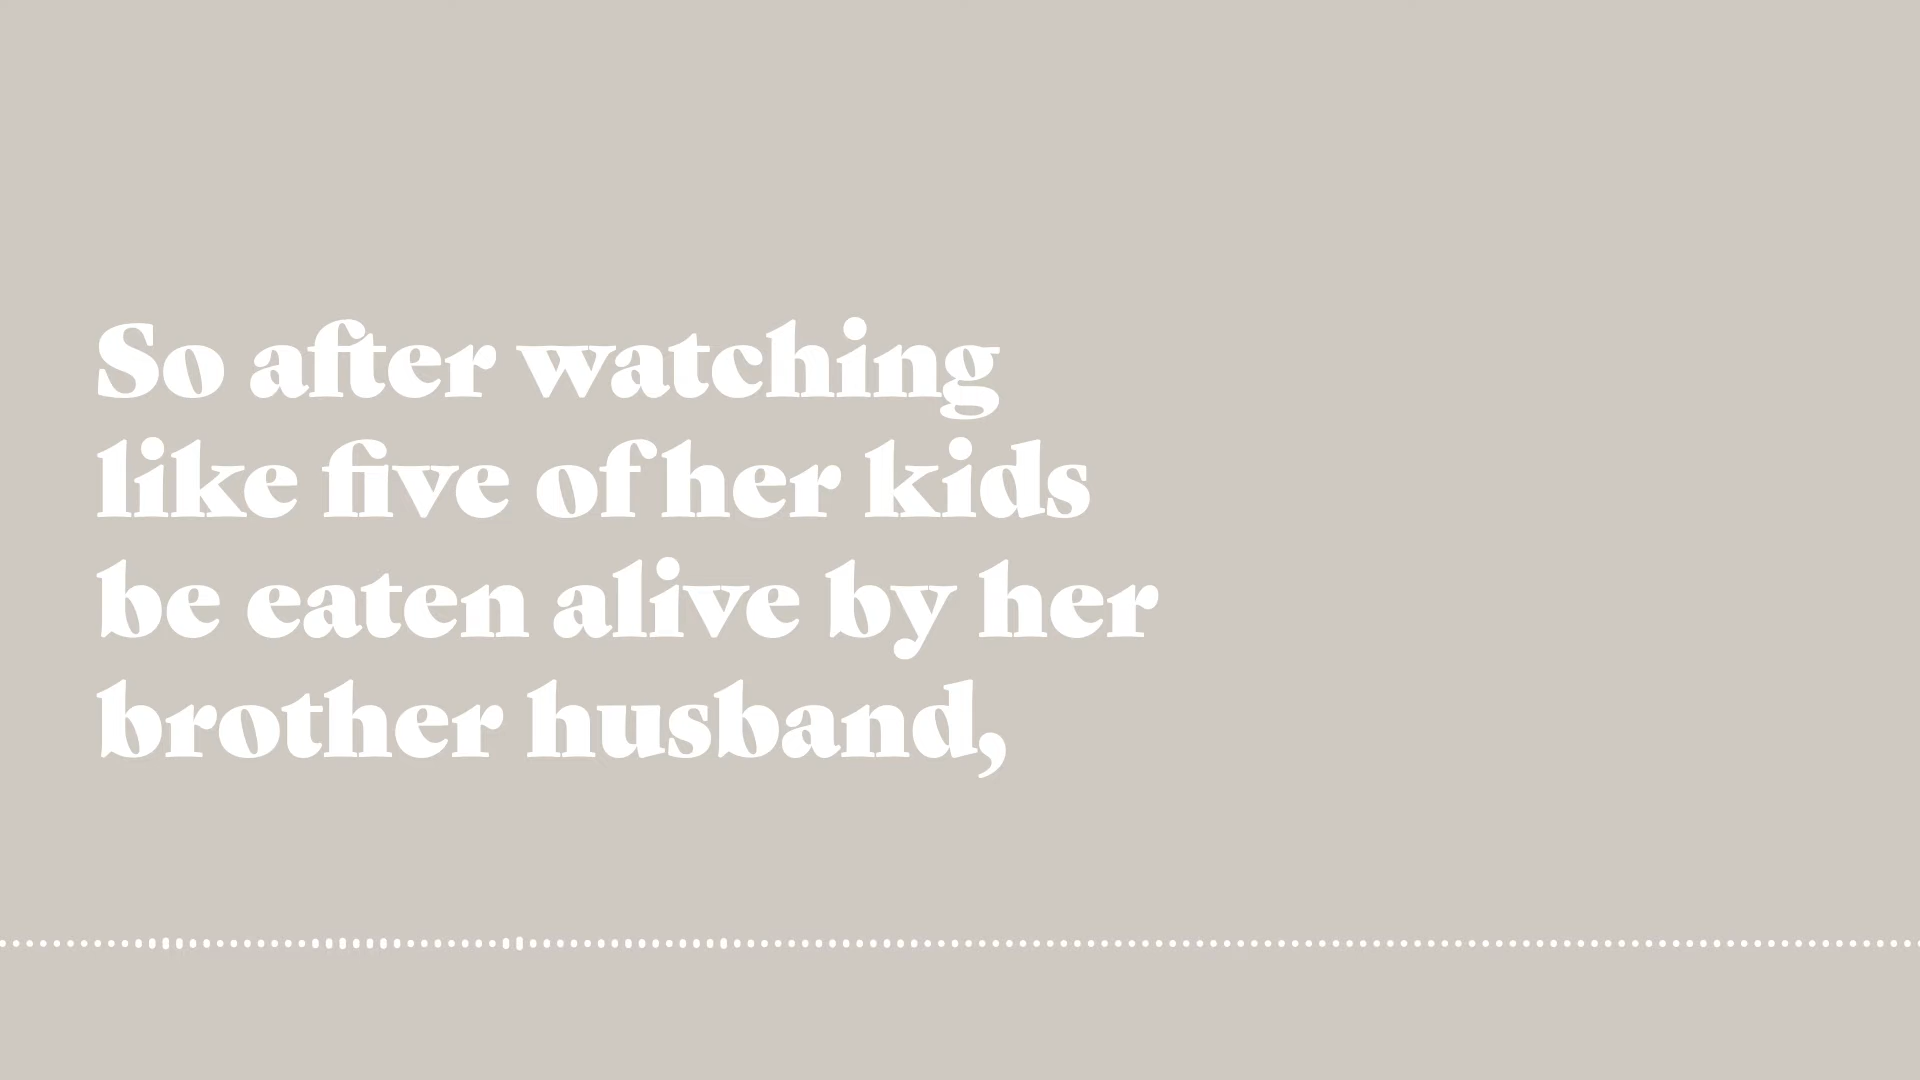 So after watching
like five of her kids
be eaten alive by her
brother husband,